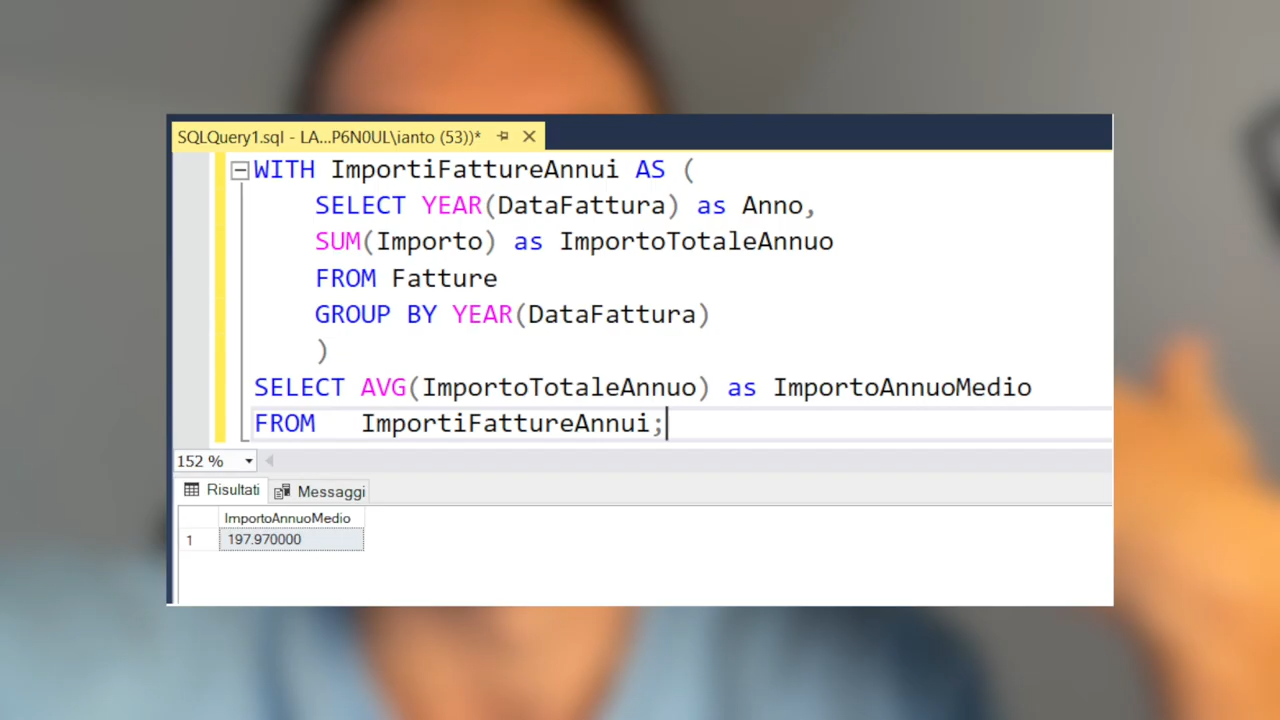 SQLQuery1.sql - LA...P6N0UL\ianto (53))*
WITH ImportiFattureAnnui AS (
SELECT YEAR(DataFattura) as Anno,
SUM(Importo) as ImportoTotaleAnnuo
FROM Fatture
GROUP BY YEAR(DataFattura)
)
SELECT AVG(ImportoTotaleAnnuo) as ImportoAnnuoMedio
FROM   ImportiFattureAnnui;
152 %
Risultati Messaggi
ImportoAnnuoMedio
1 197.970000